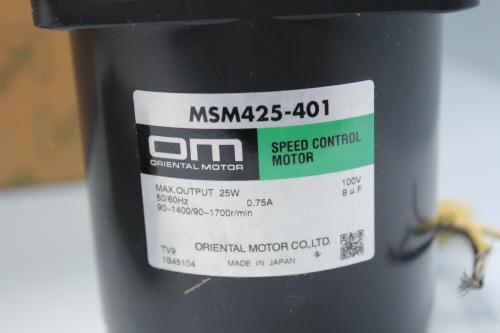 MSM425-401
om
ORIENTAL MOTOR
SPEED CONTROL
MOTOR
MAX.OUTPUT 25W
50/60Hz 0.75A 100V
90~1400/90~1700r/min 8μF
TV9 ORIENTAL MOTOR CO.,LTD.
1B45104 MADE IN JAPAN